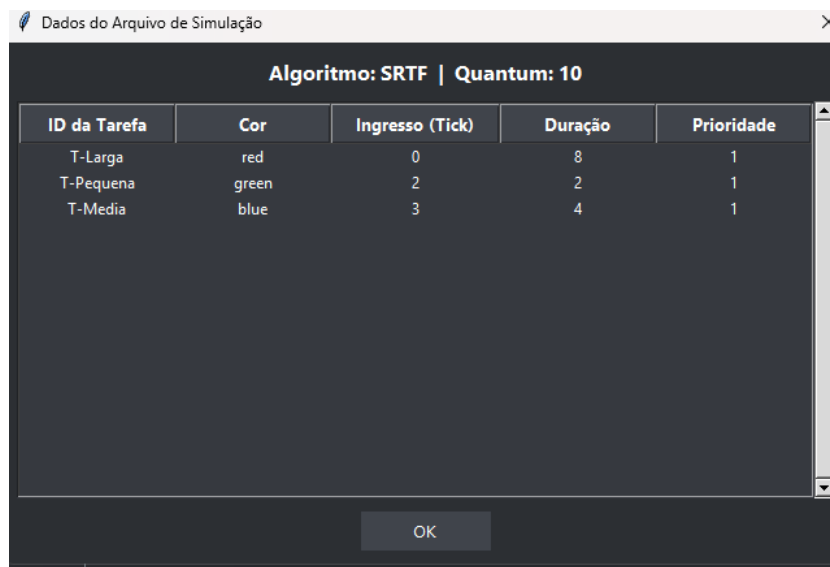 Dados do Arquivo de Simulação
Algoritmo: SRTF | Quantum: 10
ID da Tarefa Cor Ingresso (Tick) Duração Prioridade
T-Larga red 0 8 1
T-Pequena green 2 2 1
T-Media blue 3 4 1
OK